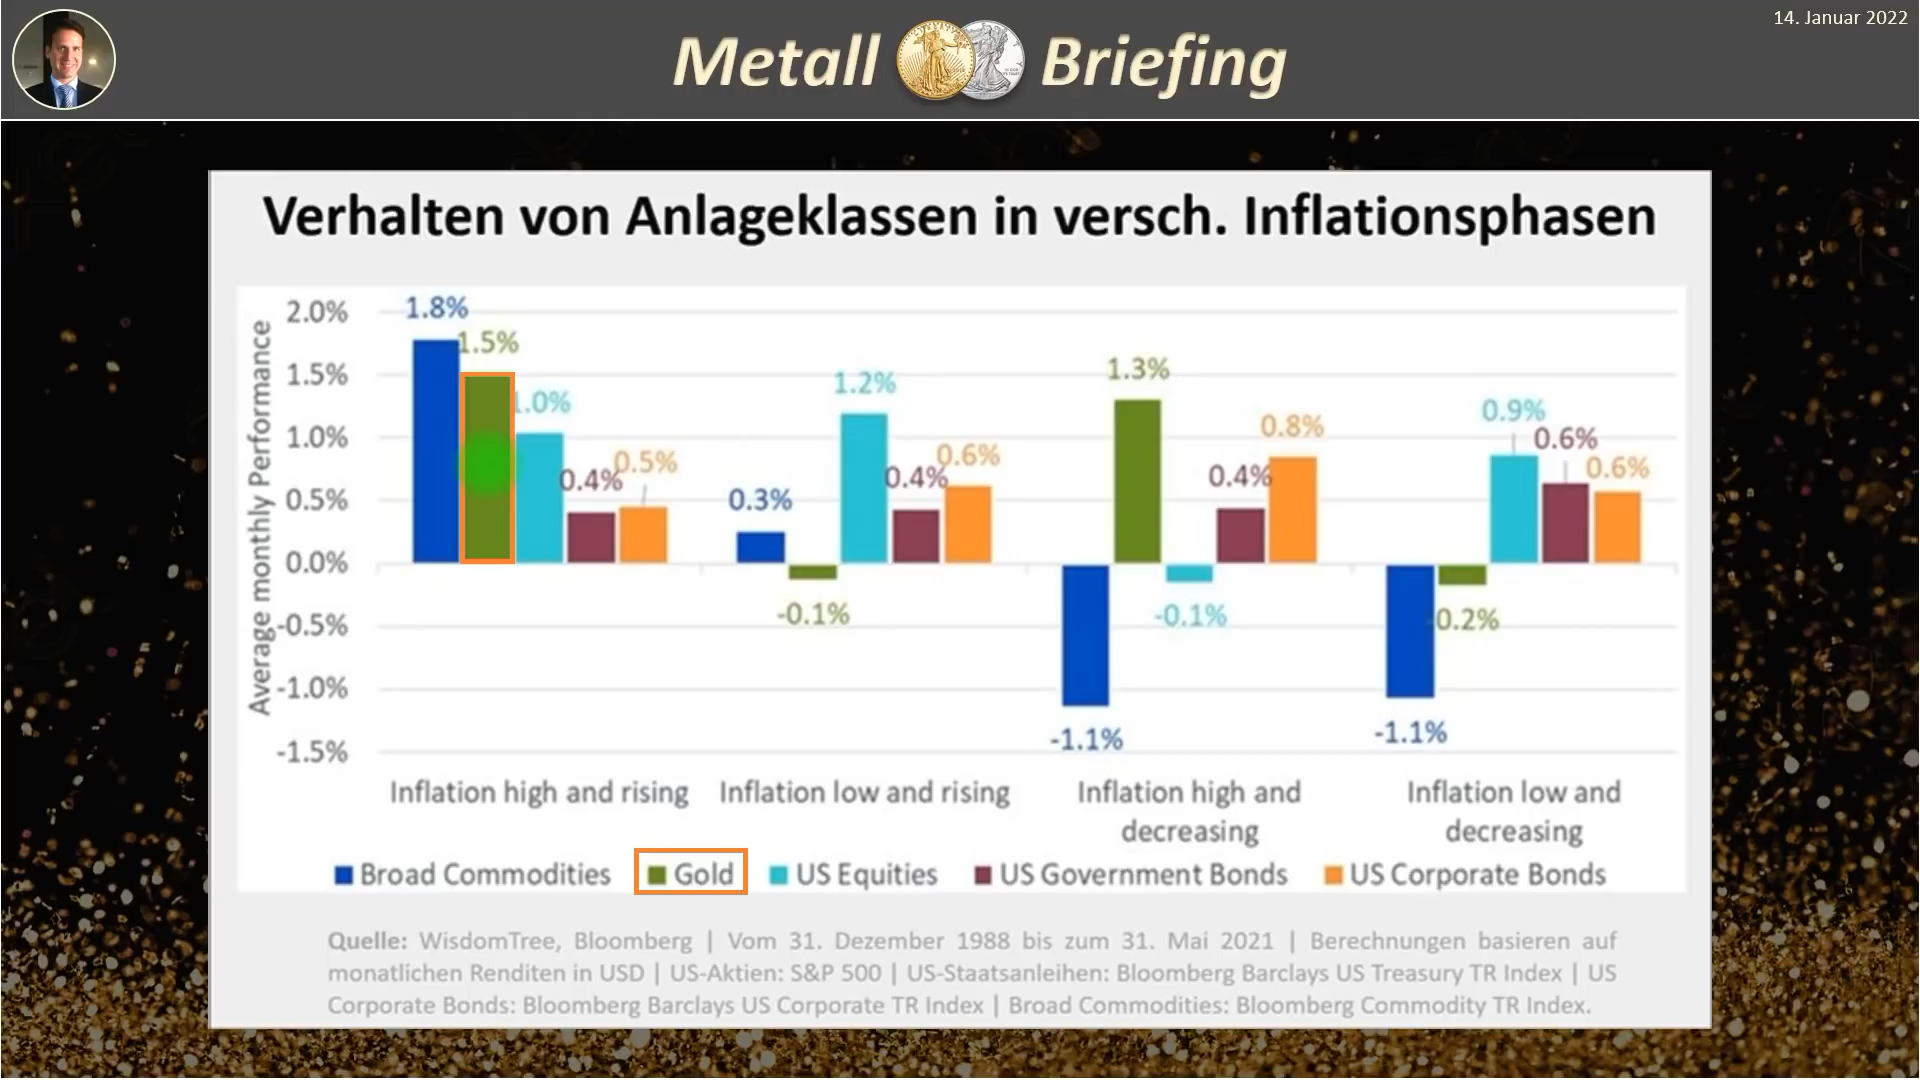 14. Januar 2022
Metall Briefing
Verhalten von Anlageklassen in versch. Inflationsphasen
Average monthly Performance
2.0%
1.5%
1.0%
0.5%
0.0%
-0.5%
-1.0%
-1.5%
1.8%
1.5%
1.0%
0.4%
0.5%
0.3%
-0.1%
1.2%
0.4%
0.6%
-1.1%
1.3%
-0.1%
0.4%
0.8%
-1.1%
0.2%
0.9%
0.6%
0.6%
Inflation high and rising
Inflation low and rising
Inflation high and
decreasing
Inflation low and
decreasing
Broad Commodities Gold US Equities US Government Bonds US Corporate Bonds
Quelle: WisdomTree, Bloomberg | Vom 31. Dezember 1988 bis zum 31. Mai 2021 | Berechnungen basieren auf
monatlichen Renditen in USD | US-Aktien: S&P 500 | US-Staatsanleihen: Bloomberg Barclays US Treasury TR Index | US
Corporate Bonds: Bloomberg Barclays US Corporate TR Index | Broad Commodities: Bloomberg Commodity TR Index.